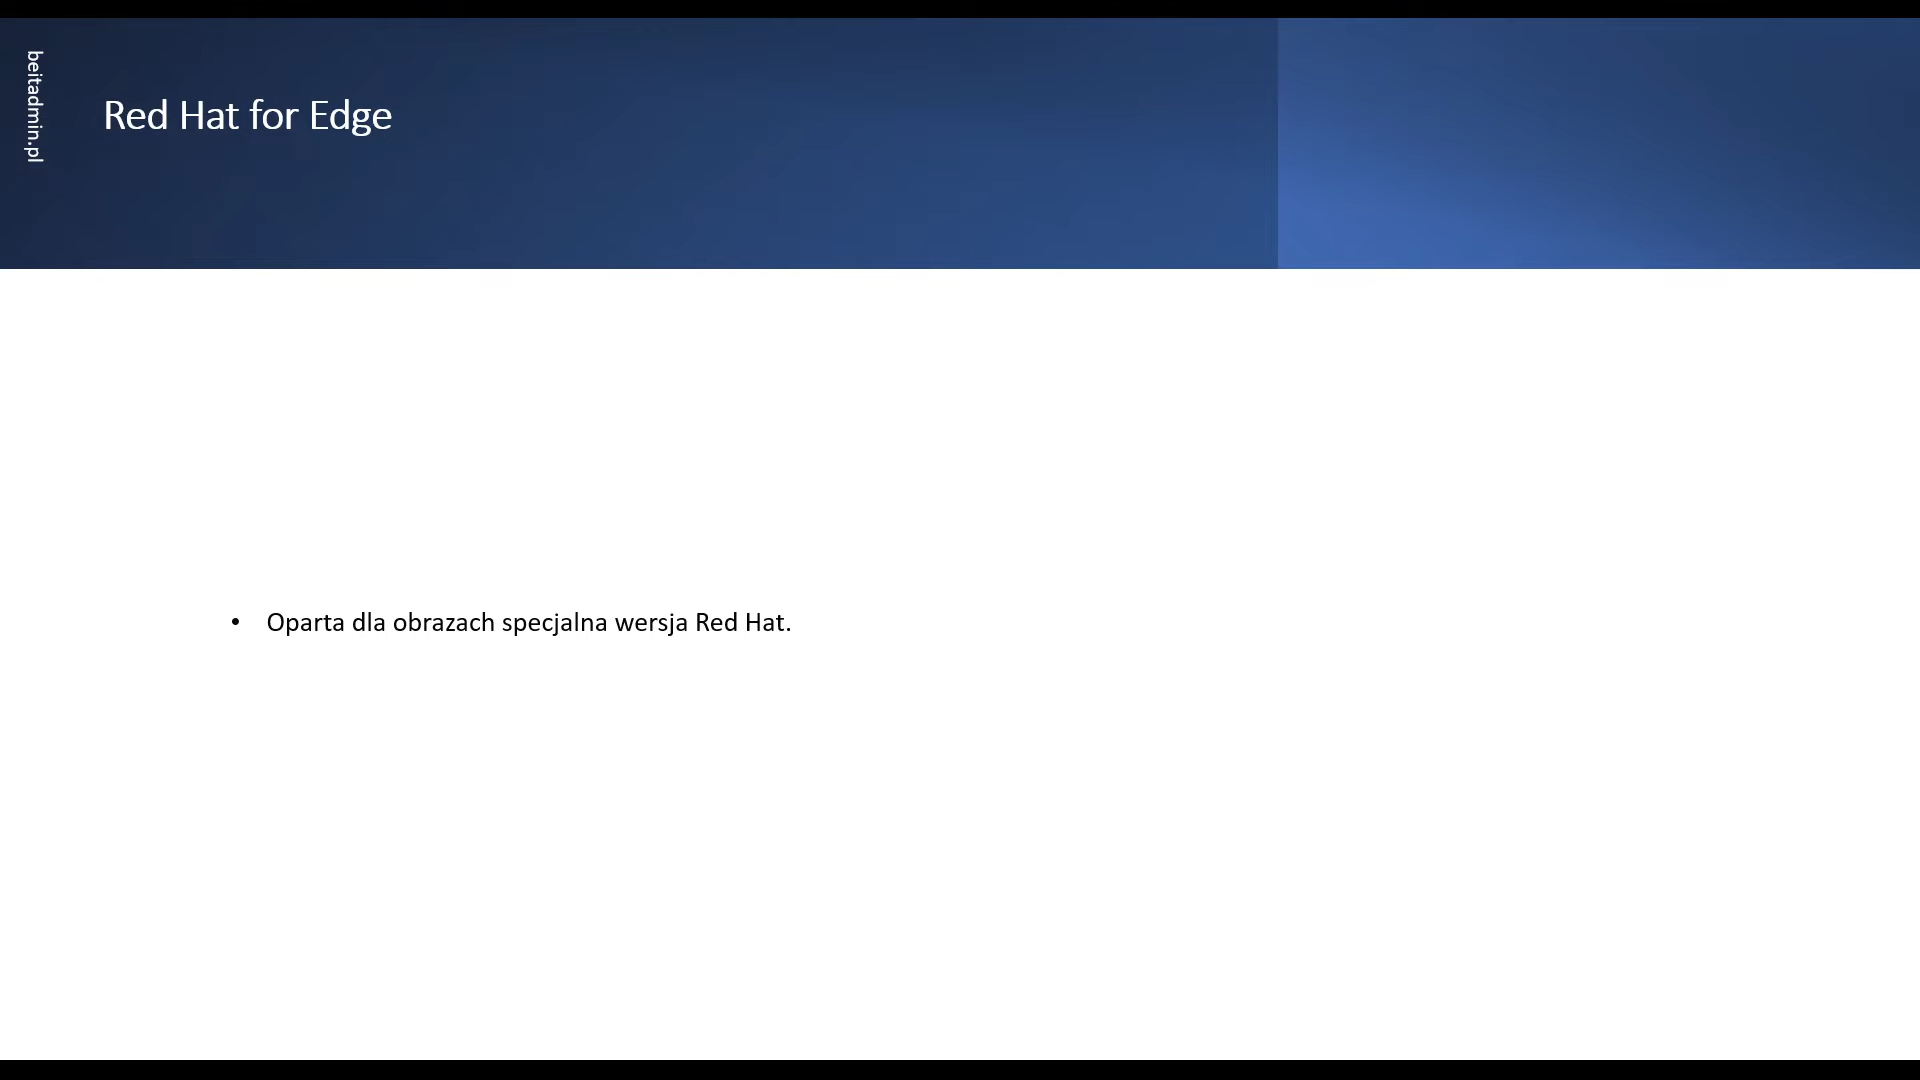 beitadmin.pl
Red Hat for Edge
• Oparta dla obrazach specjalna wersja Red Hat.